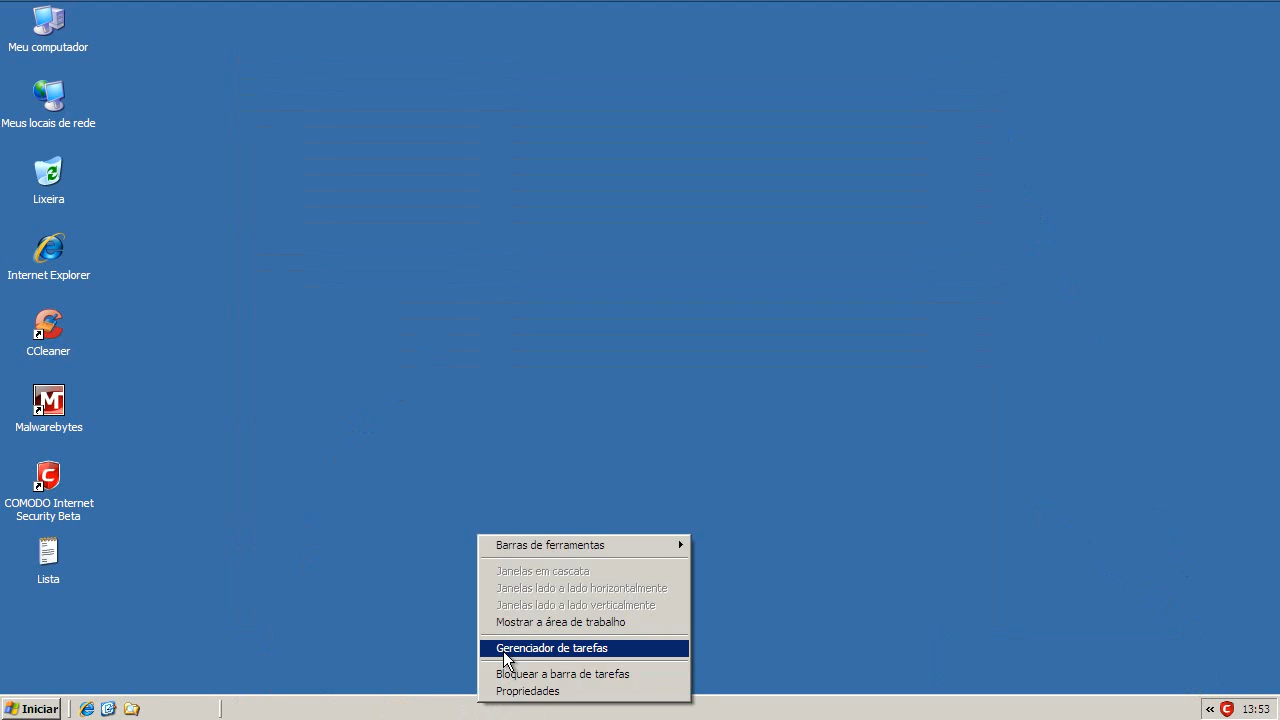 Meu computador
Meus locais de rede
Lixeira
Internet Explorer
CCleaner
Malwarebytes
COMODO Internet
Security Beta
Lista
Barras de ferramentas
Janelas em cascata
Janelas lado a lado horizontalmente
Janelas lado a lado verticalmente
Mostrar a área de trabalho
Gerenciador de tarefas
Bloquear a barra de tarefas
Propriedades
Iniciar
13:53